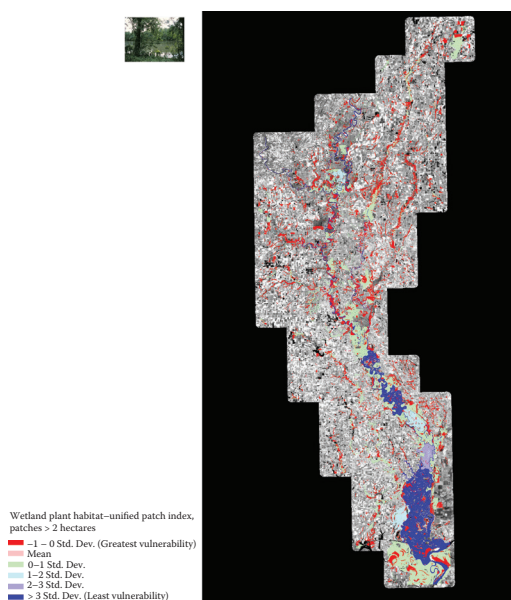 Wetland plant habitat–unified patch index,
patches > 2 hectares
–1 – 0 Std. Dev. (Greatest vulnerability)
Mean
0–1 Std. Dev.
1–2 Std. Dev.
2–3 Std. Dev.
> 3 Std. Dev. (Least vulnerability)